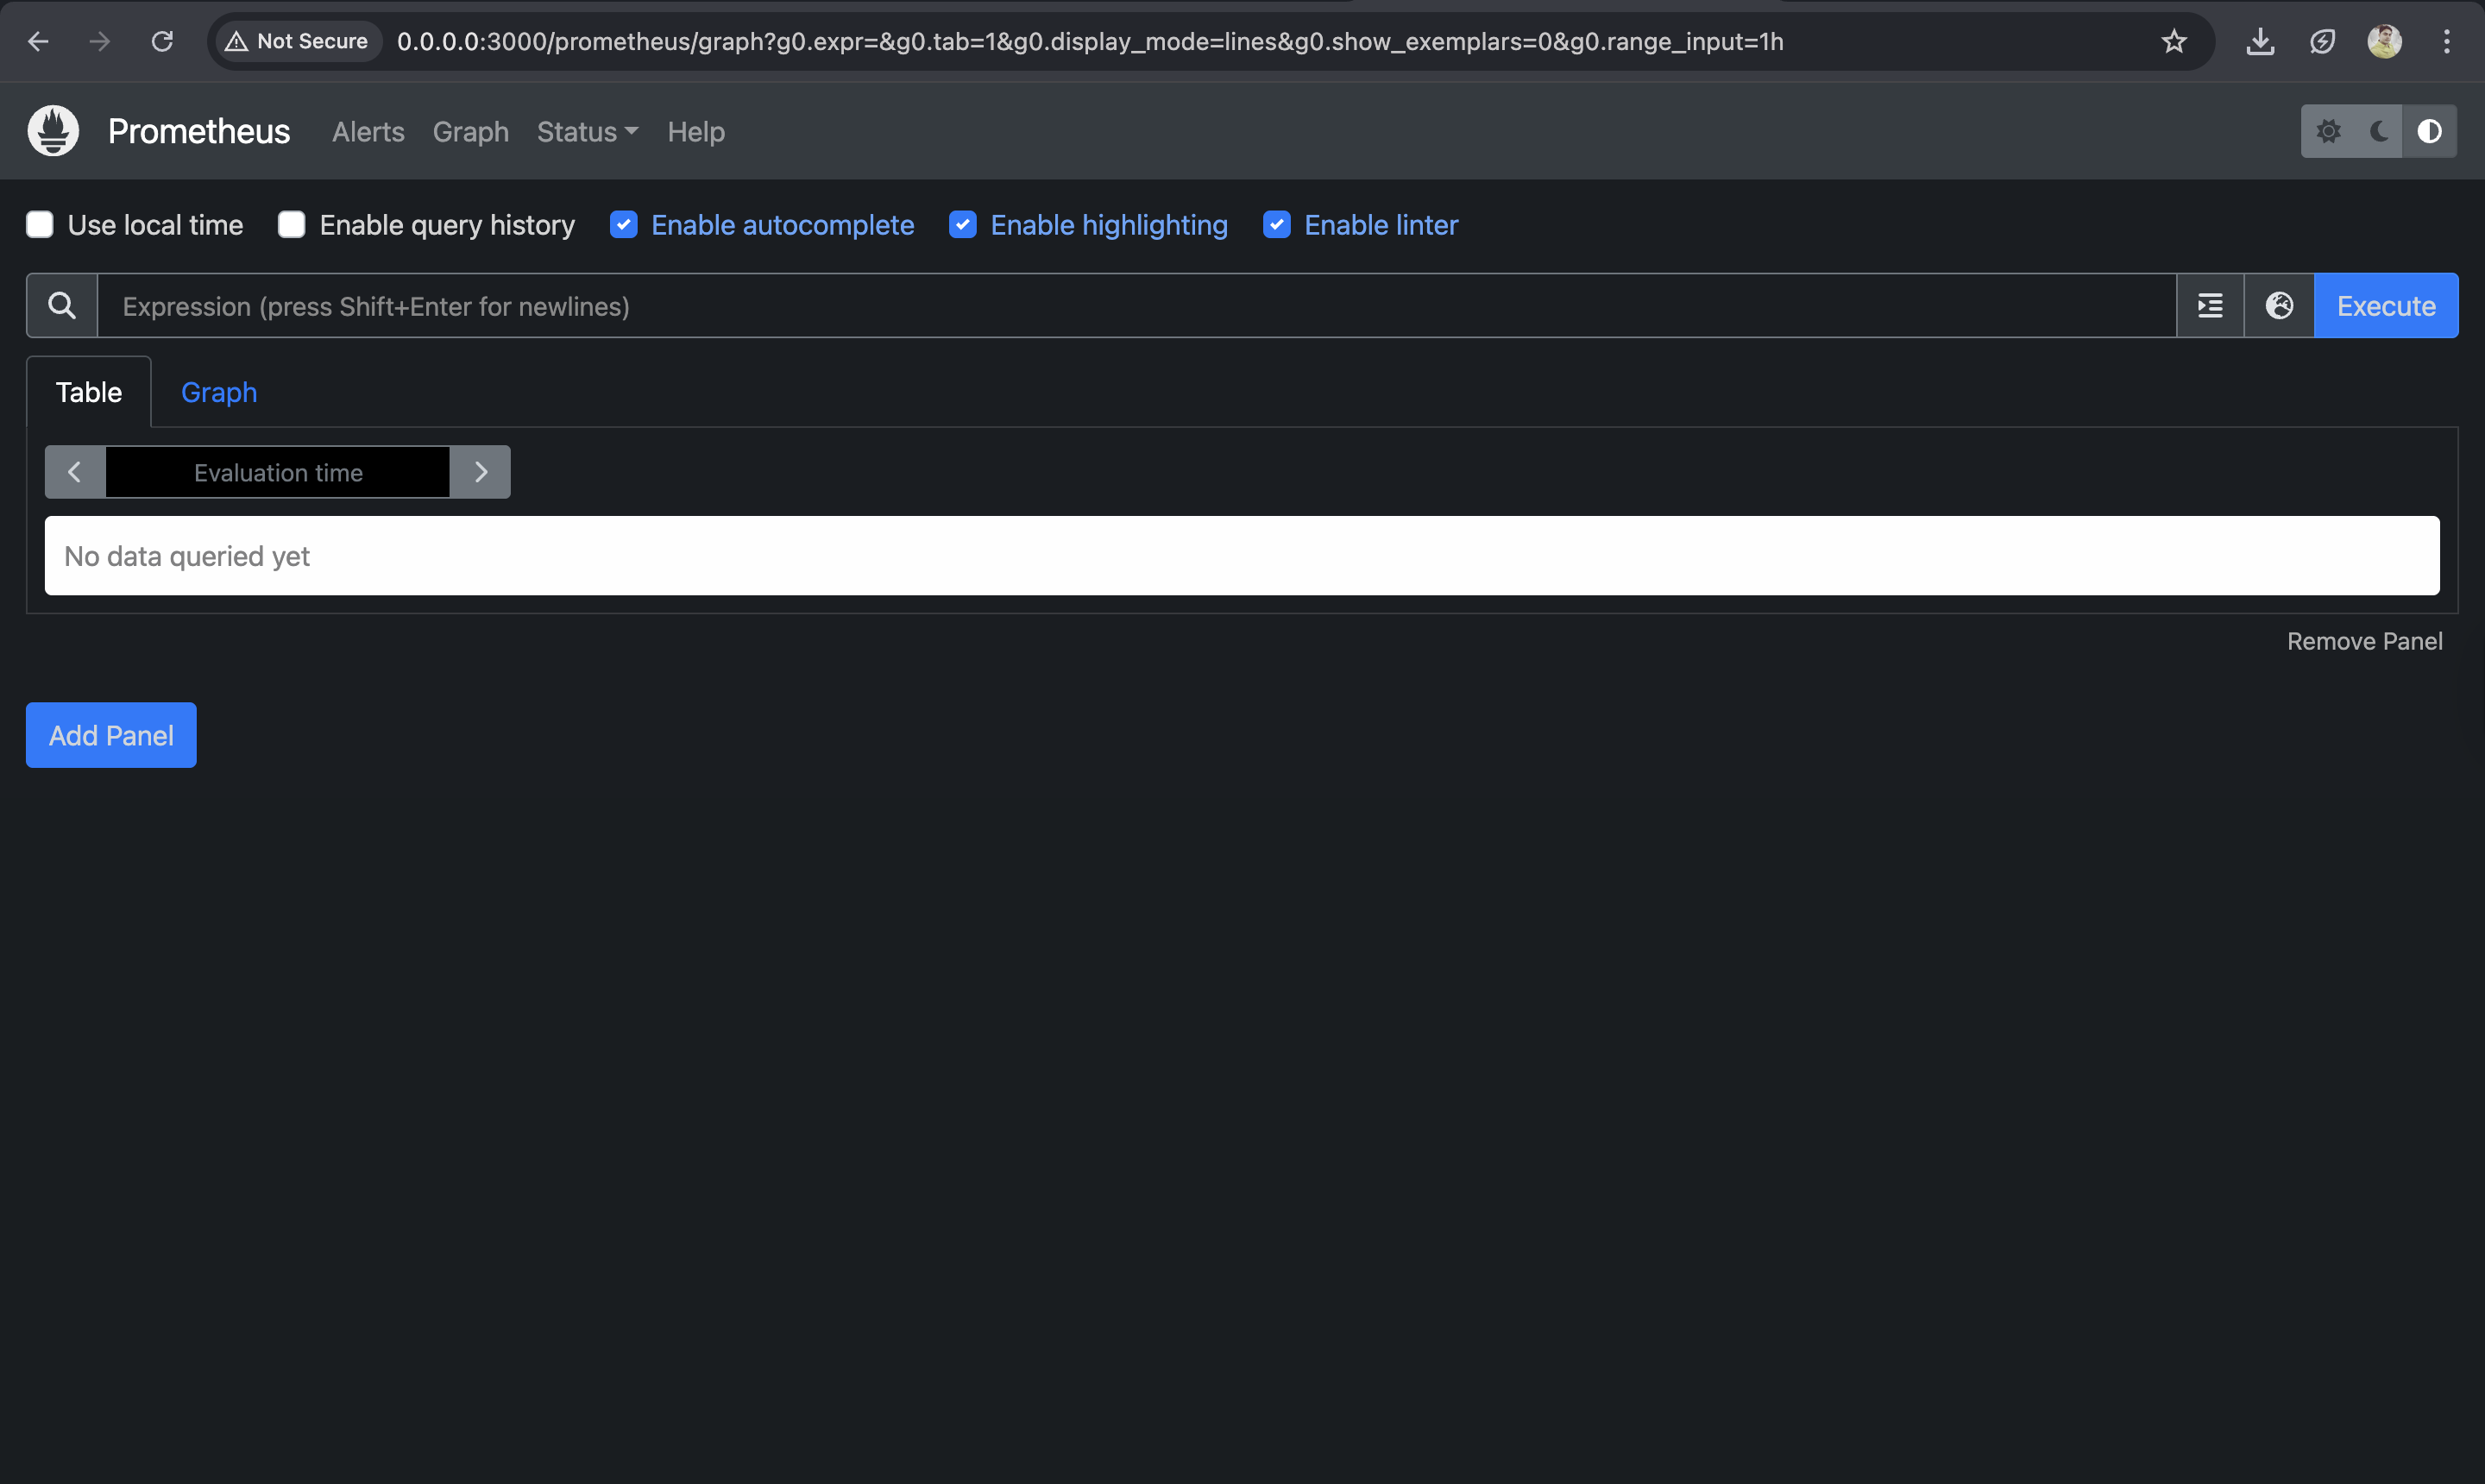 Not Secure 0.0.0.0:3000/prometheus/graph?g0.expr=&g0.tab=1&g0.display_mode=lines&g0.show_exemplars=0&g0.range_input=1h
Prometheus Alerts Graph Status Help
Use local time Enable query history Enable autocomplete Enable highlighting Enable linter
Expression (press Shift+Enter for newlines) Execute
Table Graph
Evaluation time
No data queried yet
Remove Panel
Add Panel